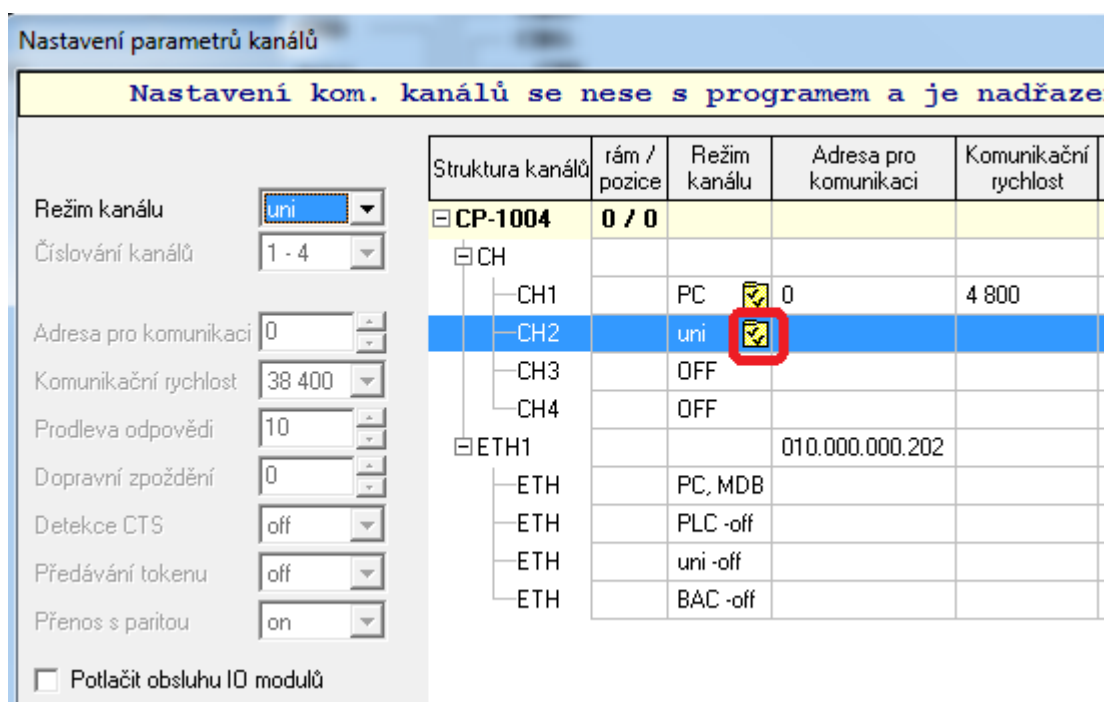 Nastavení parametrů kanálů
Nastavení kom. kanálů se nese s programem a je nadřaze
Režim kanálu uni
Číslování kanálů 1 - 4
Adresa pro komunikaci 0
Komunikační rychlost 38 400
Prodleva odpovědi 10
Dopravní zpoždění 0
Detekce CTS off
Předávání tokenu off
Přenos s paritou on
Potlačit obsluhu IO modulů
Struktura kanálů rám / pozice Režim kanálu Adresa pro komunikaci Komunikační rychlost
CP-1004 0 / 0
CH
CH1 PC 0 4 800
CH2 uni
CH3 OFF
CH4 OFF
ETH1 010.000.000.202
ETH PC, MDB
ETH PLC -off
ETH uni -off
ETH BAC -off